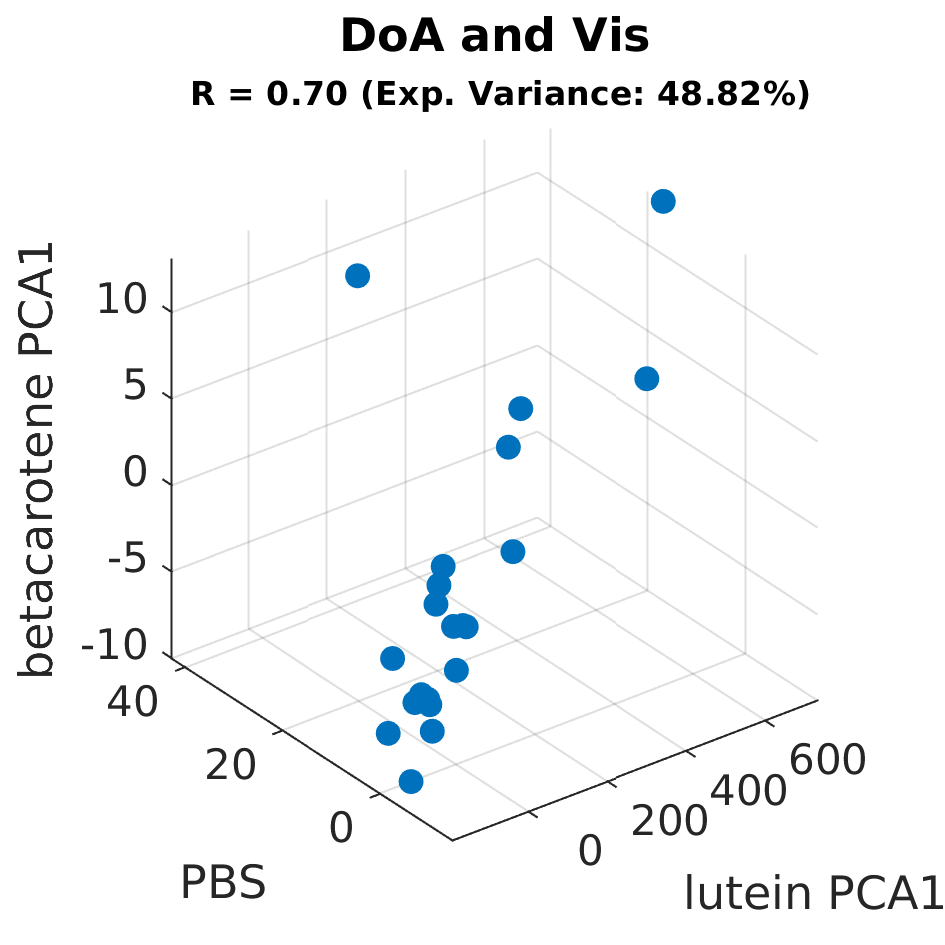 DoA and Vis
R = 0.70 (Exp. Variance: 48.82%)
betacarotene PCA1
10
5
0
-5
-10
40
20
0
PBS
0
200
400
600
lutein PCA1